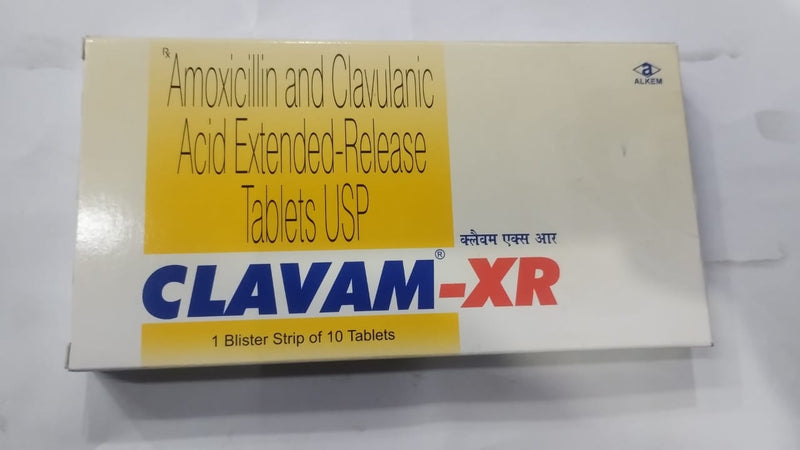 Rx Amoxicillin and Clavulanic
Acid Extended-Release
Tablets USP
a
ALKEM
क्लैवम एक्स आर
CLAVAM®-XR
1 Blister Strip of 10 Tablets